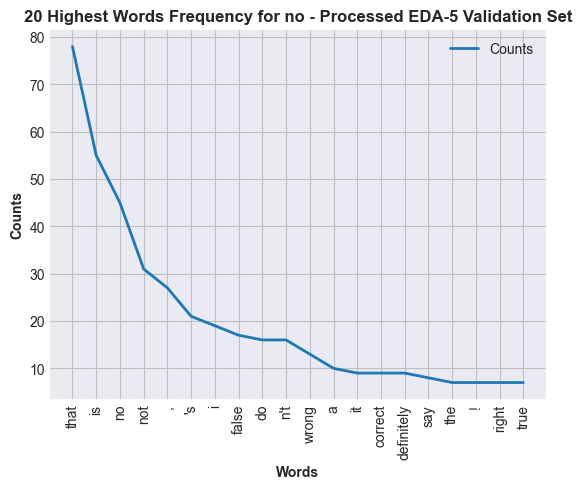 20 Highest Words Frequency for no - Processed EDA-5 Validation Set
Counts
80
70
60
50
40
30
20
10
Counts
that
is
no
not
,
's
i
false
do
n't
wrong
a
it
correct
definitely
say
the
!
right
true
Words